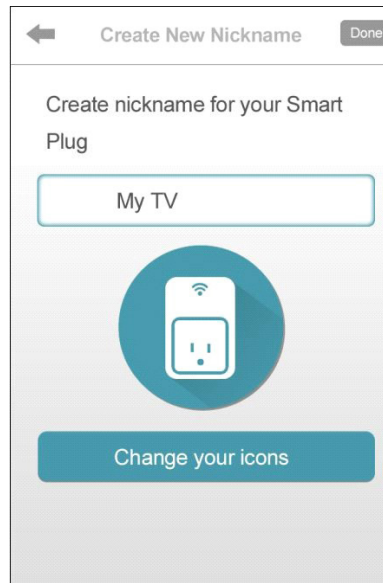 Create New Nickname
Done
Create nickname for your Smart
Plug
My TV
Change your icons